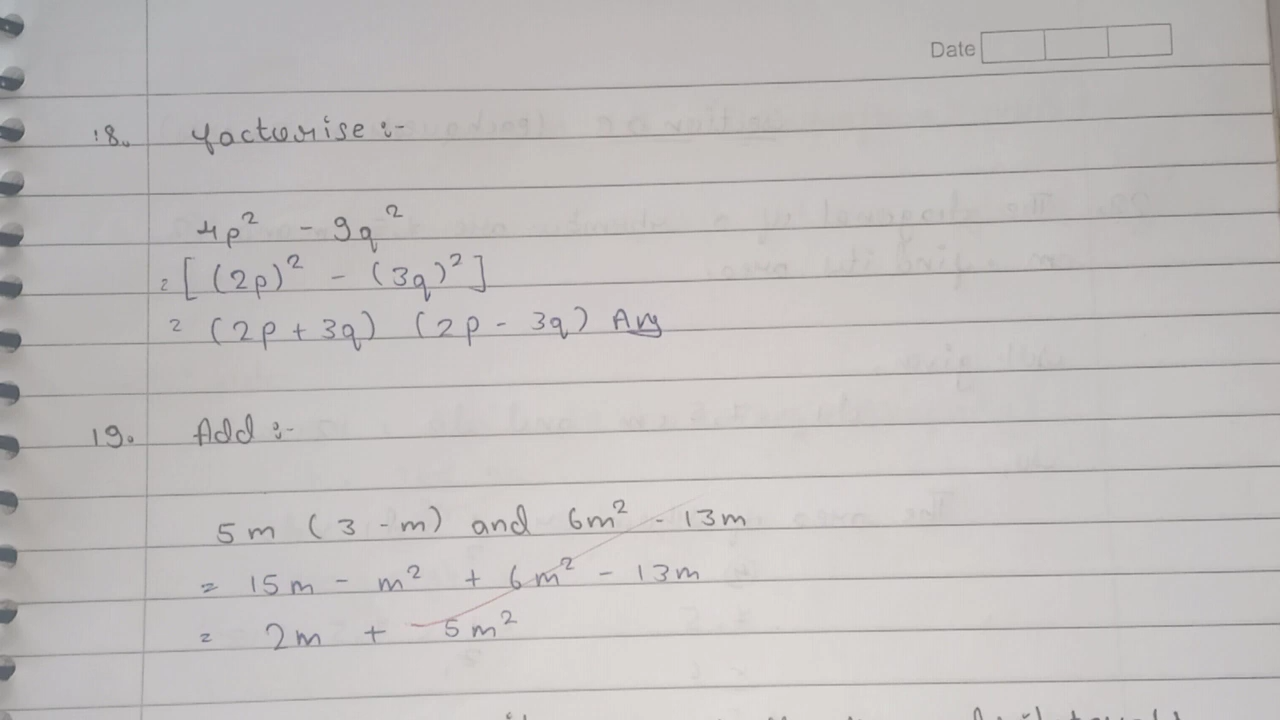 Date
18. factorise :-
4p² - 9q²
= [ (2p)² - (3q)² ]
= (2p + 3q) (2p - 3q) Ans
19. Add :-
5m ( 3 - m) and 6m² - 13m
= 15m - m² + 6m² - 13m
= 2m + 5m²